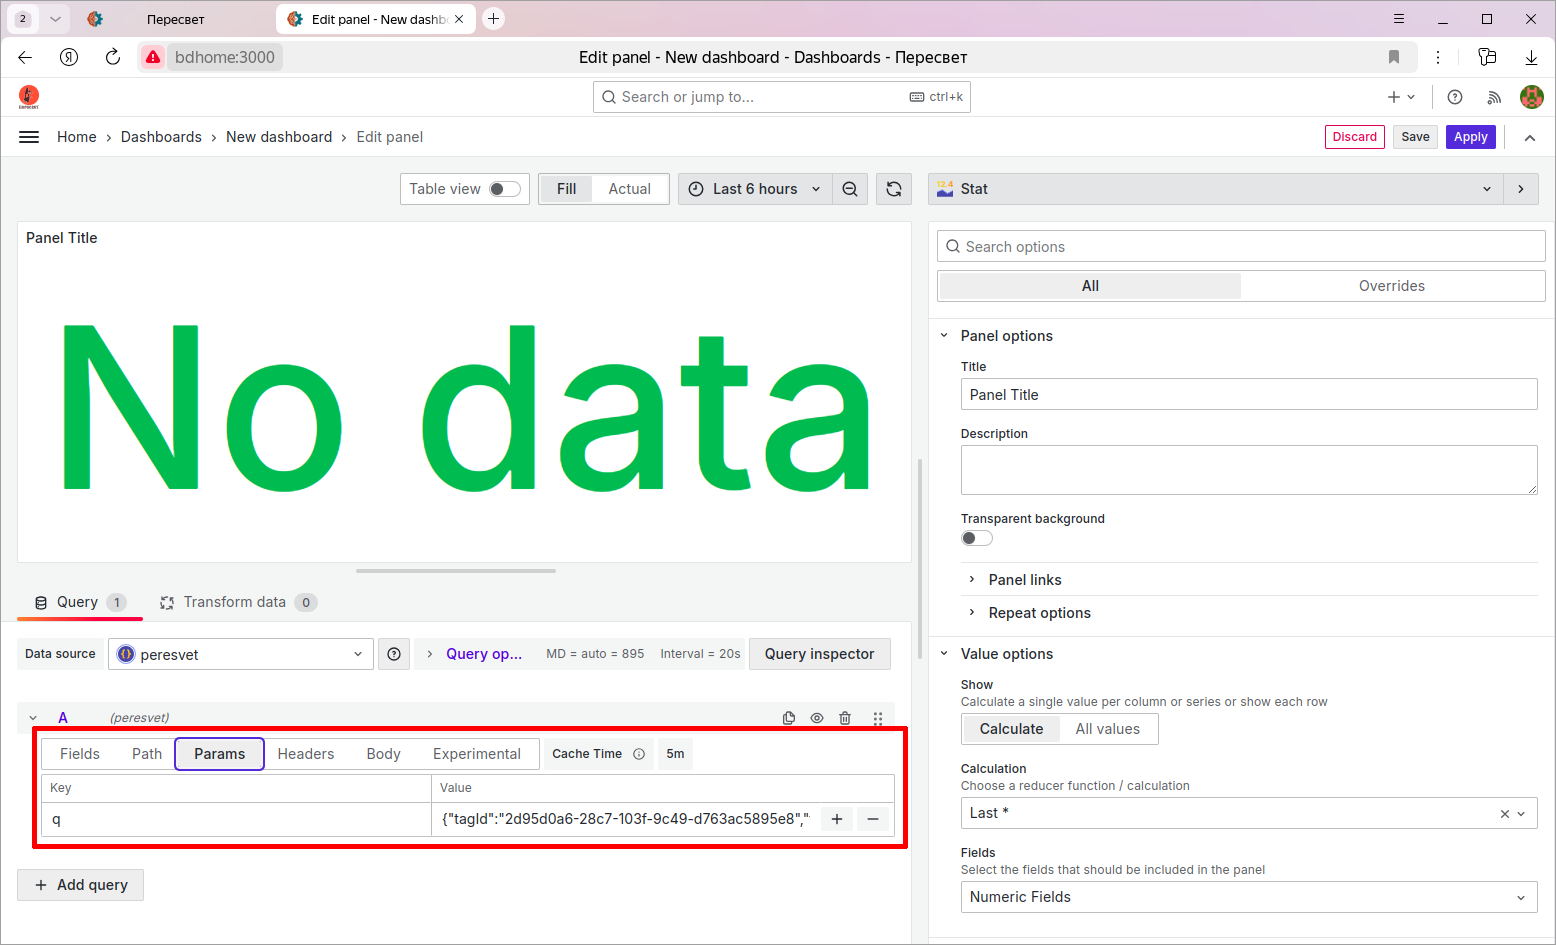 2
Пересвет
Edit panel - New dashbo
bdhome:3000
Edit panel - New dashboard - Dashboards - Пересвет
Search or jump to...
ctrl+k
Home › Dashboards › New dashboard › Edit panel
Discard
Save
Apply
Table view
Fill
Actual
Last 6 hours
12.4
Stat
Panel Title
No data
Search options
All
Overrides
Panel options
Title
Panel Title
Description
Transparent background
Panel links
Repeat options
Query 1
Transform data 0
Data source
peresvet
Query op...
MD = auto = 895
Interval = 20s
Query inspector
A
(peresvet)
Fields
Path
Params
Headers
Body
Experimental
Cache Time
5m
Key
Value
q
{"tagId":"2d95d0a6-28c7-103f-9c49-d763ac5895e8","
+ Add query
Value options
Show
Calculate a single value per column or series or show each row
Calculate
All values
Calculation
Choose a reducer function / calculation
Last *
Fields
Select the fields that should be included in the panel
Numeric Fields